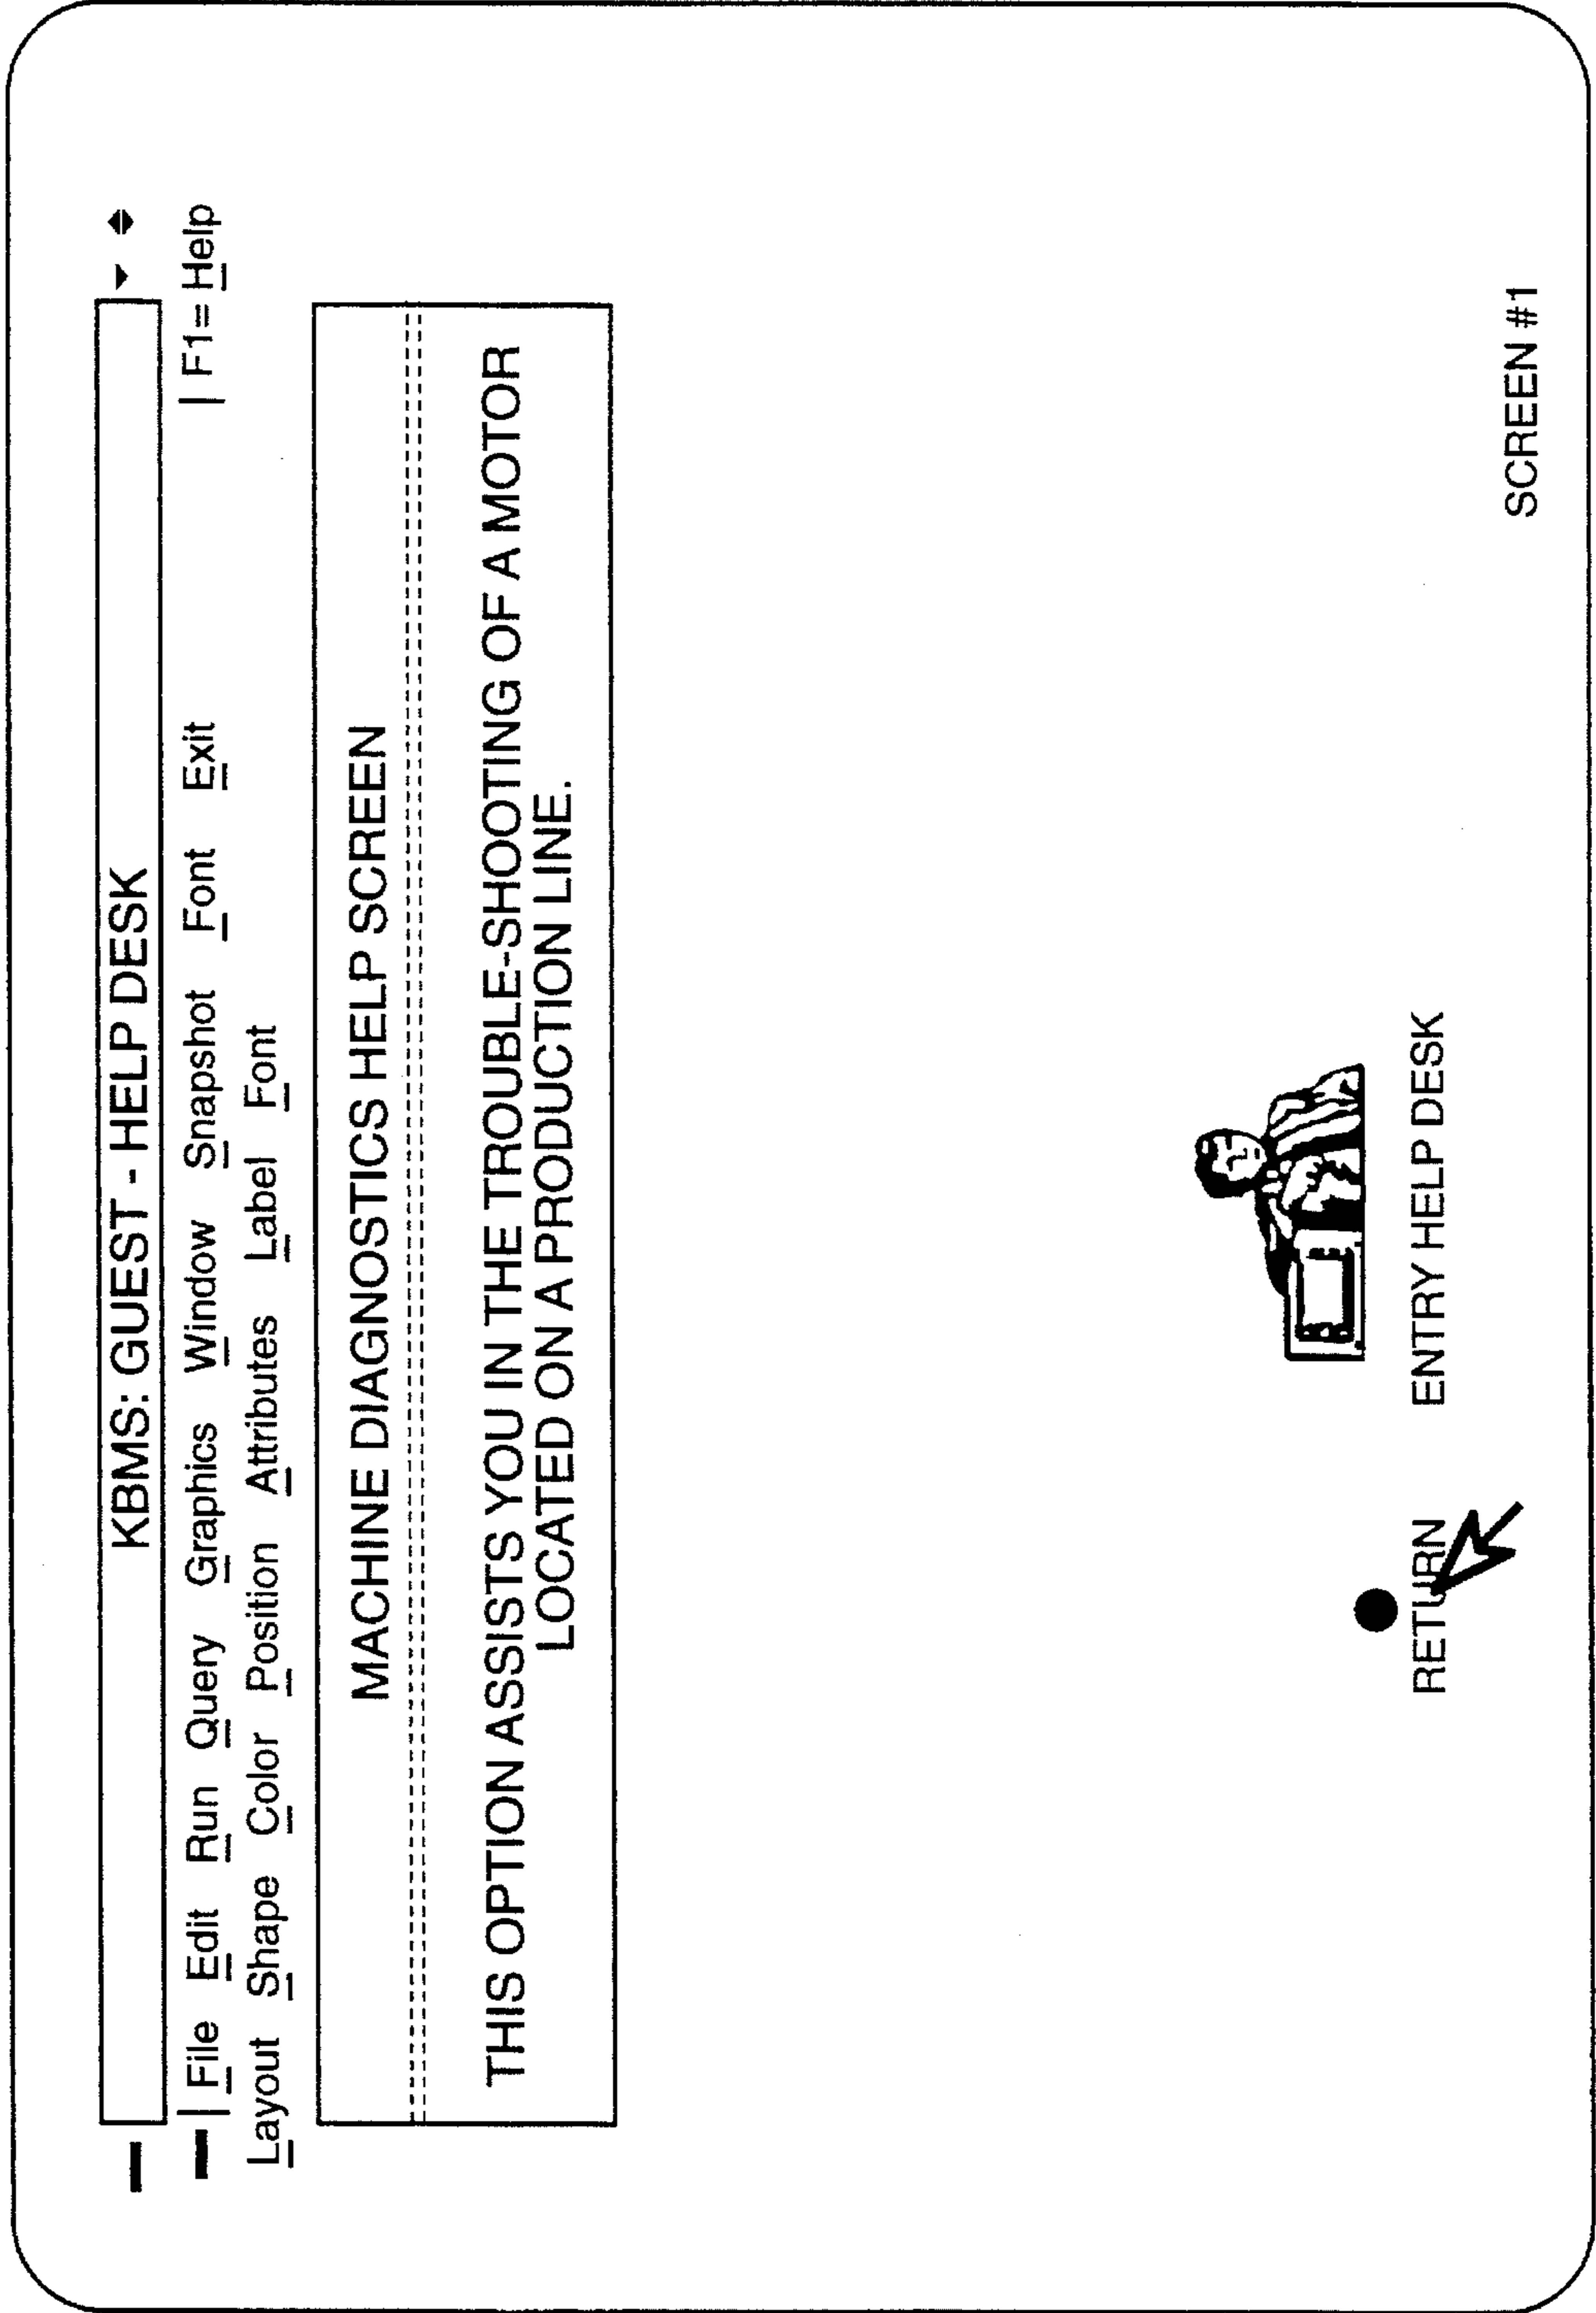 KBMS: GUEST - HELP DESK
File Edit Run Query Graphics Window Snapshot Font Exit | F1= Help
Layout Shape Color Position Attributes Label Font
MACHINE DIAGNOSTICS HELP SCREEN
THIS OPTION ASSISTS YOU IN THE TROUBLE-SHOOTING OF A MOTOR
LOCATED ON A PRODUCTION LINE.
RETURN ENTRY HELP DESK
SCREEN #1